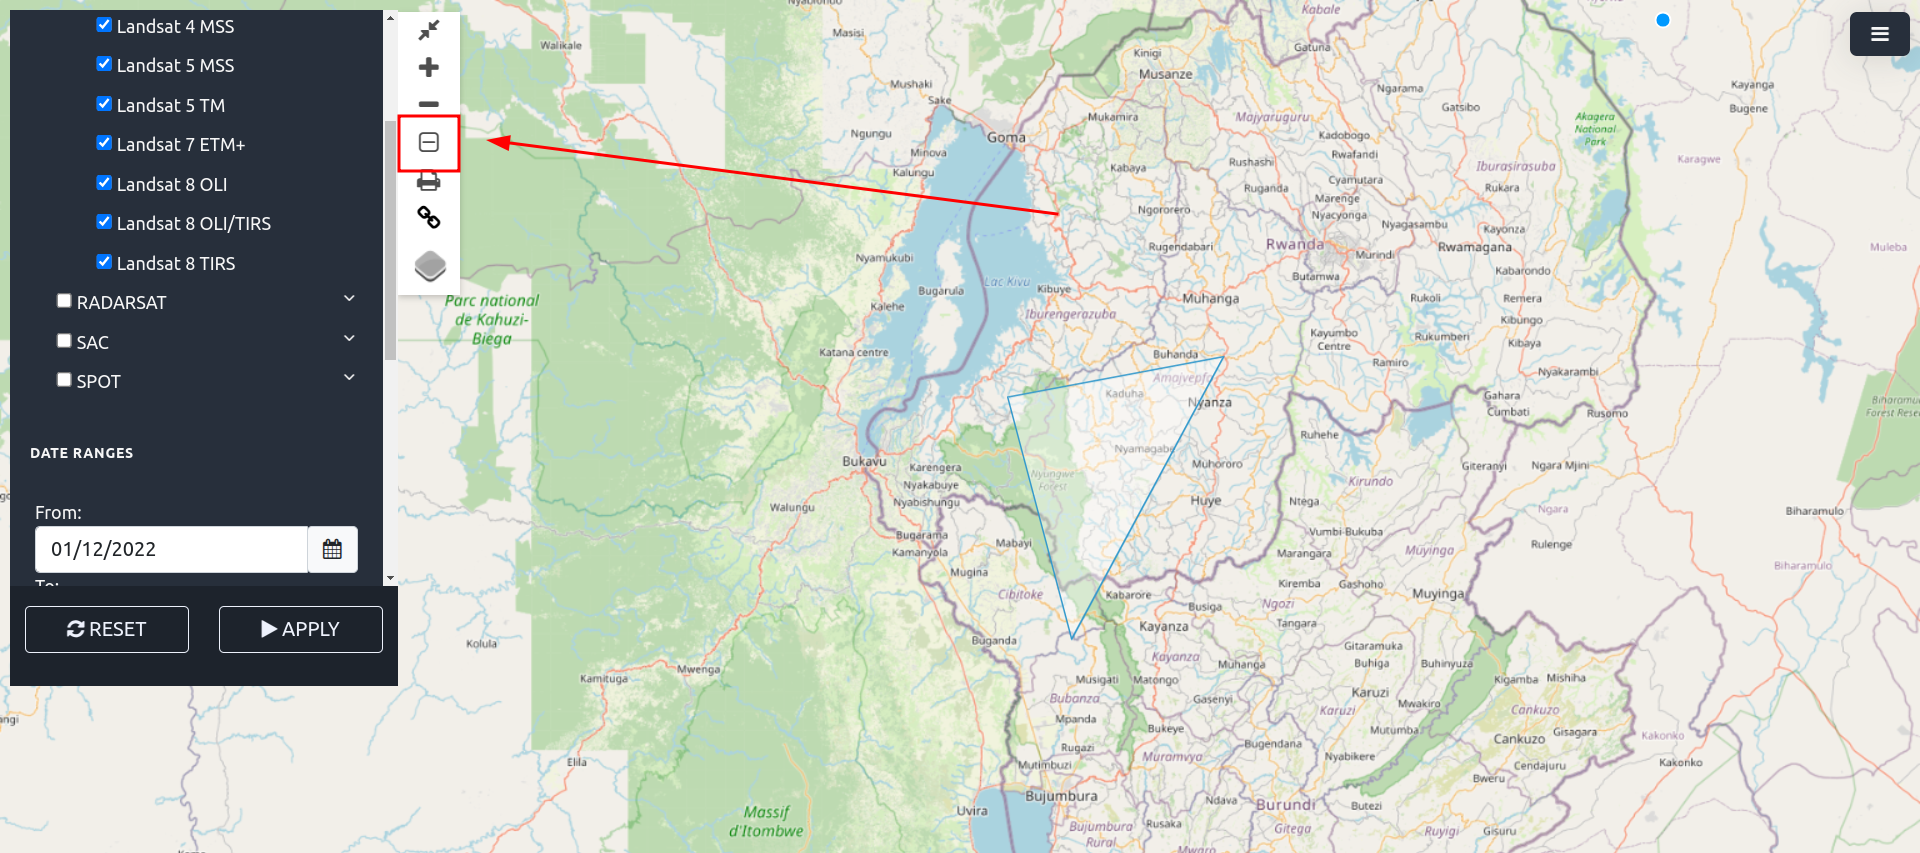 Landsat 4 MSS
Landsat 5 MSS
Landsat 5 TM
Landsat 7 ETM+
Landsat 8 OLI
Landsat 8 OLI/TIRS
Landsat 8 TIRS
RADARSAT
SAC
SPOT
DATE RANGES
From:
01/12/2022
To:
RESET
APPLY
Kabale
Masisi
Walikale
Gatuna
Kinigi
Musanze
Mushaki
Sake
Ngarama
Gatsibo
Kayanga
Bugene
Mukamira
Majyaruguru
Akagera
National
Park
Ngungu
Goma
Kadobogo
Minova
Rwafandi
Karagwe
Kalungu
Kabaya
Rushashi
Iburasirasuba
Cyamutara
Ruganda
Rukara
Marenge
Ngororero
Nyacyonga
Nyagasambu
Kayonza
Rugendabari
Rwanda
Rwamagana
Muleba
Nyamukubi
Murindi
Kabarondo
Butamwa
Lac Kivu
Bugarula
Kibuye
Parc national
de Kahuzi-
Biega
Muhanga
Rukoli
Remera
Kalehe
Iburengerazuba
Kibungo
Kayumbo
Centre
Rukumberi
Kibaya
Katana centre
Buhanda
Ramiro
Nyakarambi
Amajyepfo
Kaduha
Nyanza
Gahara
Cumbati
Rusomo
Biharamulo
Forest Rese
Ruhehe
Nyamagabe
Bukavu
Karengera
Muhororo
Giteranyi
Ngara Mjini
Nyungwe
Forest
Nyakabuye
Kirundo
Nyabishungu
Huye
Ntega
Walungu
Ngara
Biharamulo
Bugarama
Vumbi-Bukuba
Mabayi
Kamanyola
Marangara
Muyinga
Rulenge
Mugina
Biharamulo
Kiremba
Gashoho
Cibitoke
Kabarore
Muyinga
Busiga
Ngozi
Tangara
Kolula
Buganda
Kayanza
Gitaramuka
Buhiga
Mwenga
Kayanza
Muhanga
Buhinyuza
Kamituga
Musigati
Matongo
Kigamba
Mishiha
Bubanza
Gasenyi
Karuzi
Mwakiro
Karuzi
Cankuzo
angi
Mpanda
Bukeye
Mutumba
Gisagara
Rugazi
Bugendana
Cankuzo
Kakonko
Muramvya
Nyabikere
Elila
Mutimbuzi
Cendajuru
Kakonko
Bweru
Bujumbura
Ndava
Burundi
Butezi
Uvira
Massif
d'Itombwe
Bujumbura
Rural
Rusaka
Gitega
Ruyigi
Gisuru
Nyagasambu